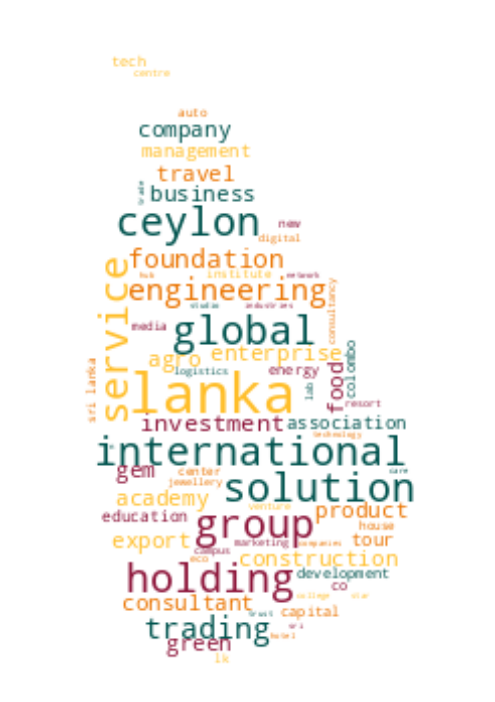 tech
centre
auto
company
management
travel
trade
business
ceylon
new
digital
foundation
hub
institute
network
service
engineering
studio
industries
consultancy
media
global
colombo
agro
enterprise
logistics
energy
food
sri lanka
lanka
lab
resort
investment
association
technology
international
gem
center
care
jewellery
solution
academy
venture
education
group
product
house
export
marketing
companies
tour
campus
eco
construction
holding
development
co
college
star
consultant
trust
capital
trading
sri
hotel
green
lk